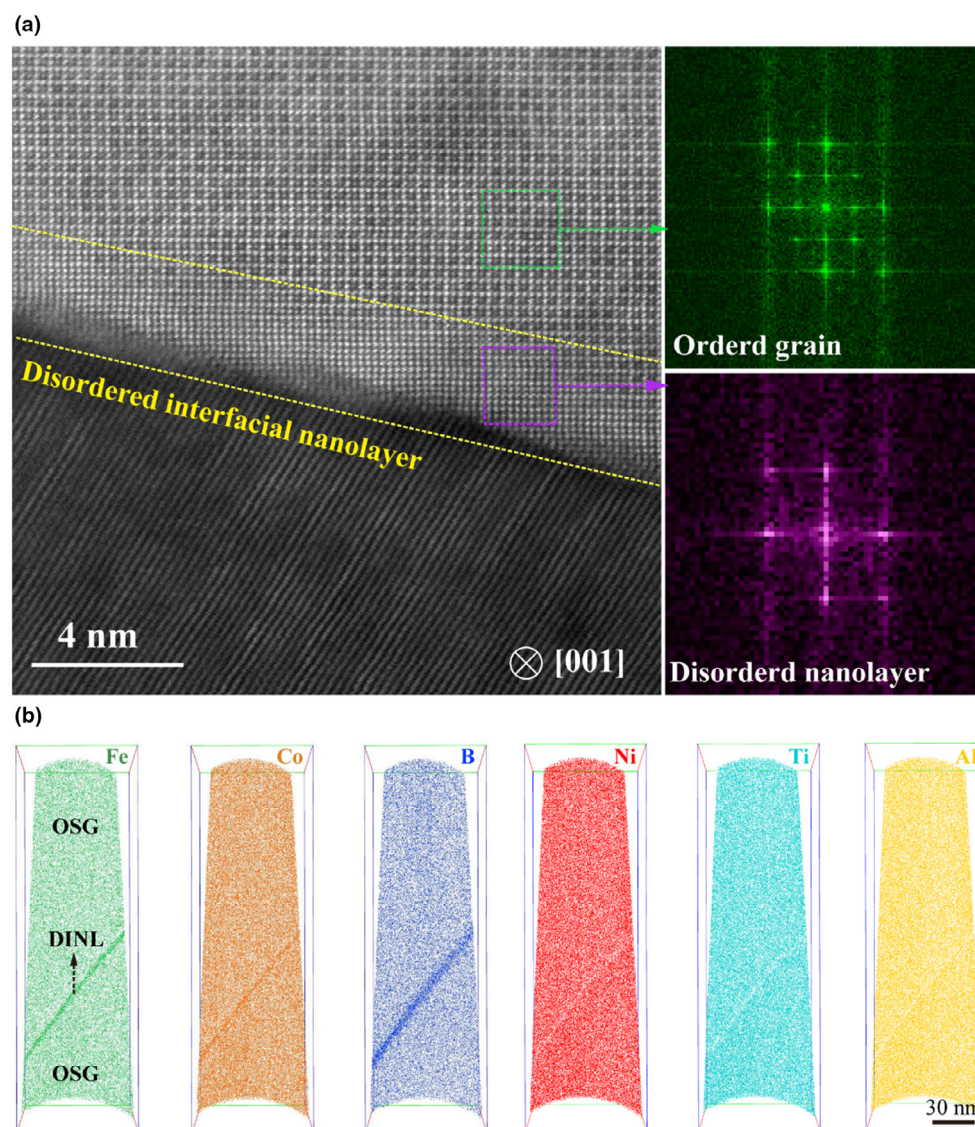 (a)
Orderd grain
Disordered interfacial nanolayer
4 nm
[001]
Disorderd nanolayer
(b)
Fe
Co
B
Ni
Ti
Al
OSG
DINL
OSG
30 nm